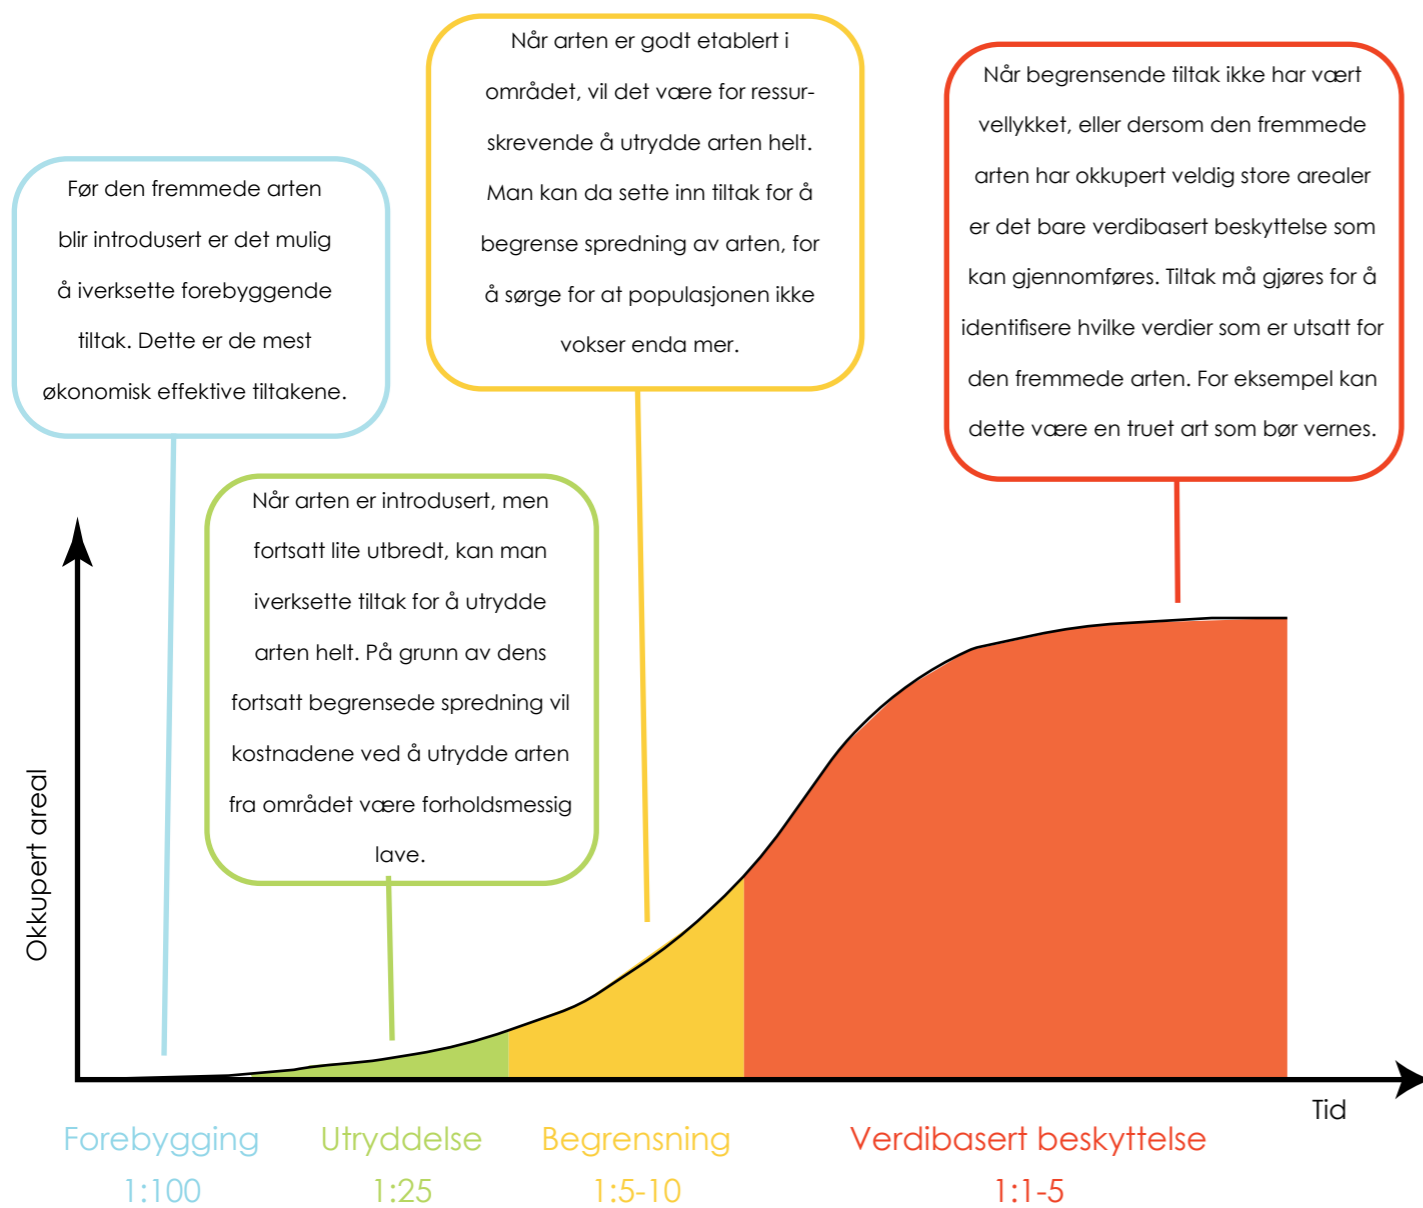 Før den fremmede arten
blir introdusert er det mulig
å iverksette forebyggende
tiltak. Dette er de mest
økonomisk effektive tiltakene.
Når arten er introdusert, men
fortsatt lite utbredt, kan man
iverksette tiltak for å utrydde
arten helt. På grunn av dens
fortsatt begrensede spredning vil
kostnadene ved å utrydde arten
fra området være forholdsmessig
lave.
Når arten er godt etablert i
området, vil det være for ressur-
skrevende å utrydde arten helt.
Man kan da sette inn tiltak for å
begrense spredning av arten, for
å sørge for at populasjonen ikke
vokser enda mer.
Når begrensende tiltak ikke har vært
vellykket, eller dersom den fremmede
arten har okkupert veldig store arealer
er det bare verdibasert beskyttelse som
kan gjennomføres. Tiltak må gjøres for å
identifisere hvilke verdier som er utsatt for
den fremmede arten. For eksempel kan
dette være en truet art som bør vernes.
Okkupert areal
Tid
Forebygging
1:100
Utryddelse
1:25
Begrensning
1:5-10
Verdibasert beskyttelse
1:1-5